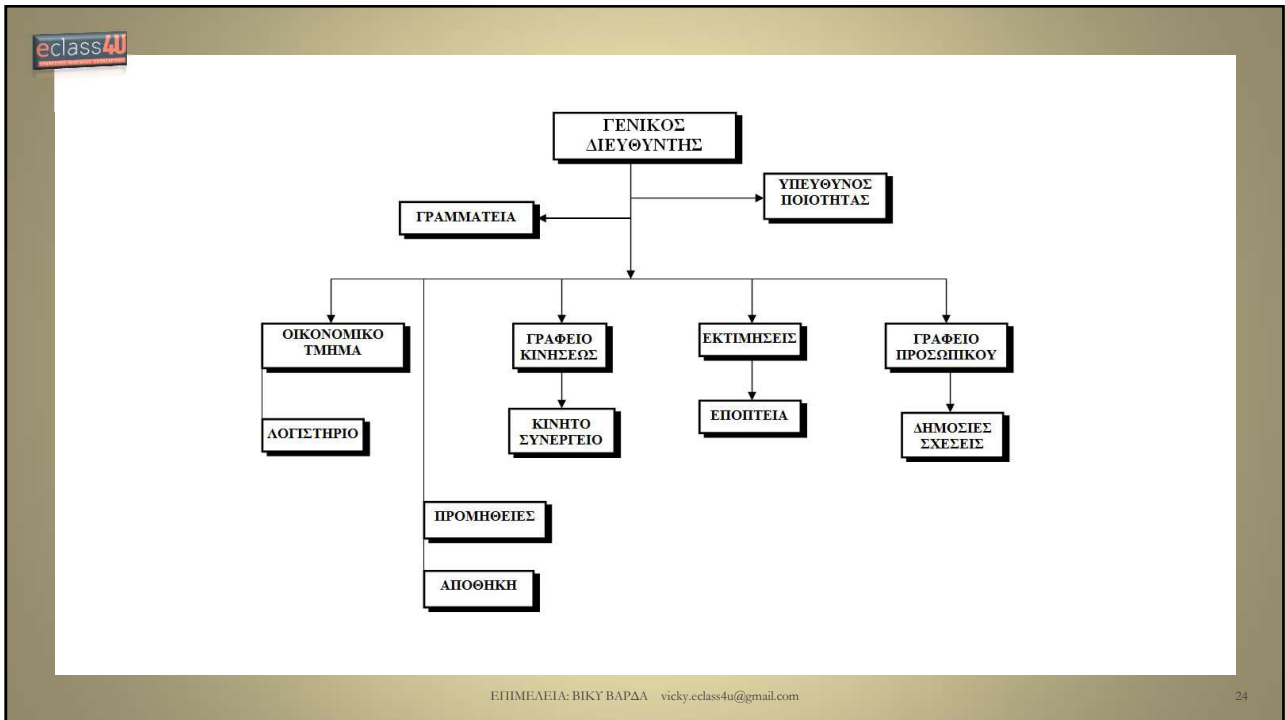 eclass4U
ΓΕΝΙΚΟΣ
ΔΙΕΥΘΥΝΤΗΣ
ΥΠΕΥΘΥΝΟΣ
ΠΟΙΟΤΗΤΑΣ
ΓΡΑΜΜΑΤΕΙΑ
ΟΙΚΟΝΟΜΙΚΟ
ΤΜΗΜΑ
ΓΡΑΦΕΙΟ
ΚΙΝΗΣΕΩΣ
ΕΚΤΙΜΗΣΕΙΣ
ΓΡΑΦΕΙΟ
ΠΡΟΣΩΠΙΚΟΥ
ΛΟΓΙΣΤΗΡΙΟ
ΚΙΝΗΤΟ
ΣΥΝΕΡΓΕΙΟ
ΕΠΟΠΤΕΙΑ
ΔΗΜΟΣΙΕΣ
ΣΧΕΣΕΙΣ
ΠΡΟΜΗΘΕΙΕΣ
ΑΠΟΘΗΚΗ
ΕΠΙΜΕΛΕΙΑ: ΒΙΚΥ ΒΑΡΔΑ vicky.eclass4u@gmail.com
24